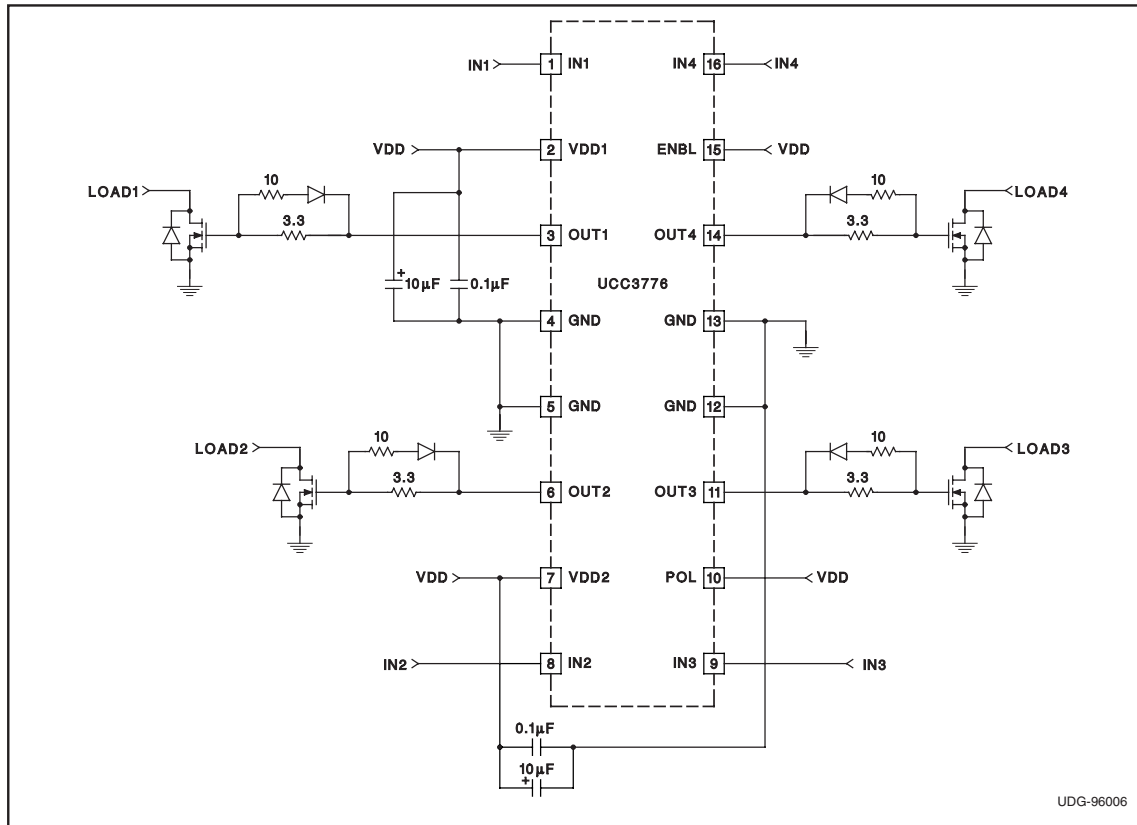 IN1 1 IN1 IN4 16 IN4
VDD 2 VDD1 ENBL 15 VDD
LOAD1 10 10 LOAD4
3.3 3 OUT1 OUT4 14 3.3
10µF 0.1µF UCC3776
+
4 GND GND 13
5 GND GND 12
LOAD2 10 10 LOAD3
3.3 6 OUT2 OUT3 11 3.3
VDD 7 VDD2 POL 10 VDD
IN2 8 IN2 IN3 9 IN3
0.1µF
10µF
+
UDG-96006